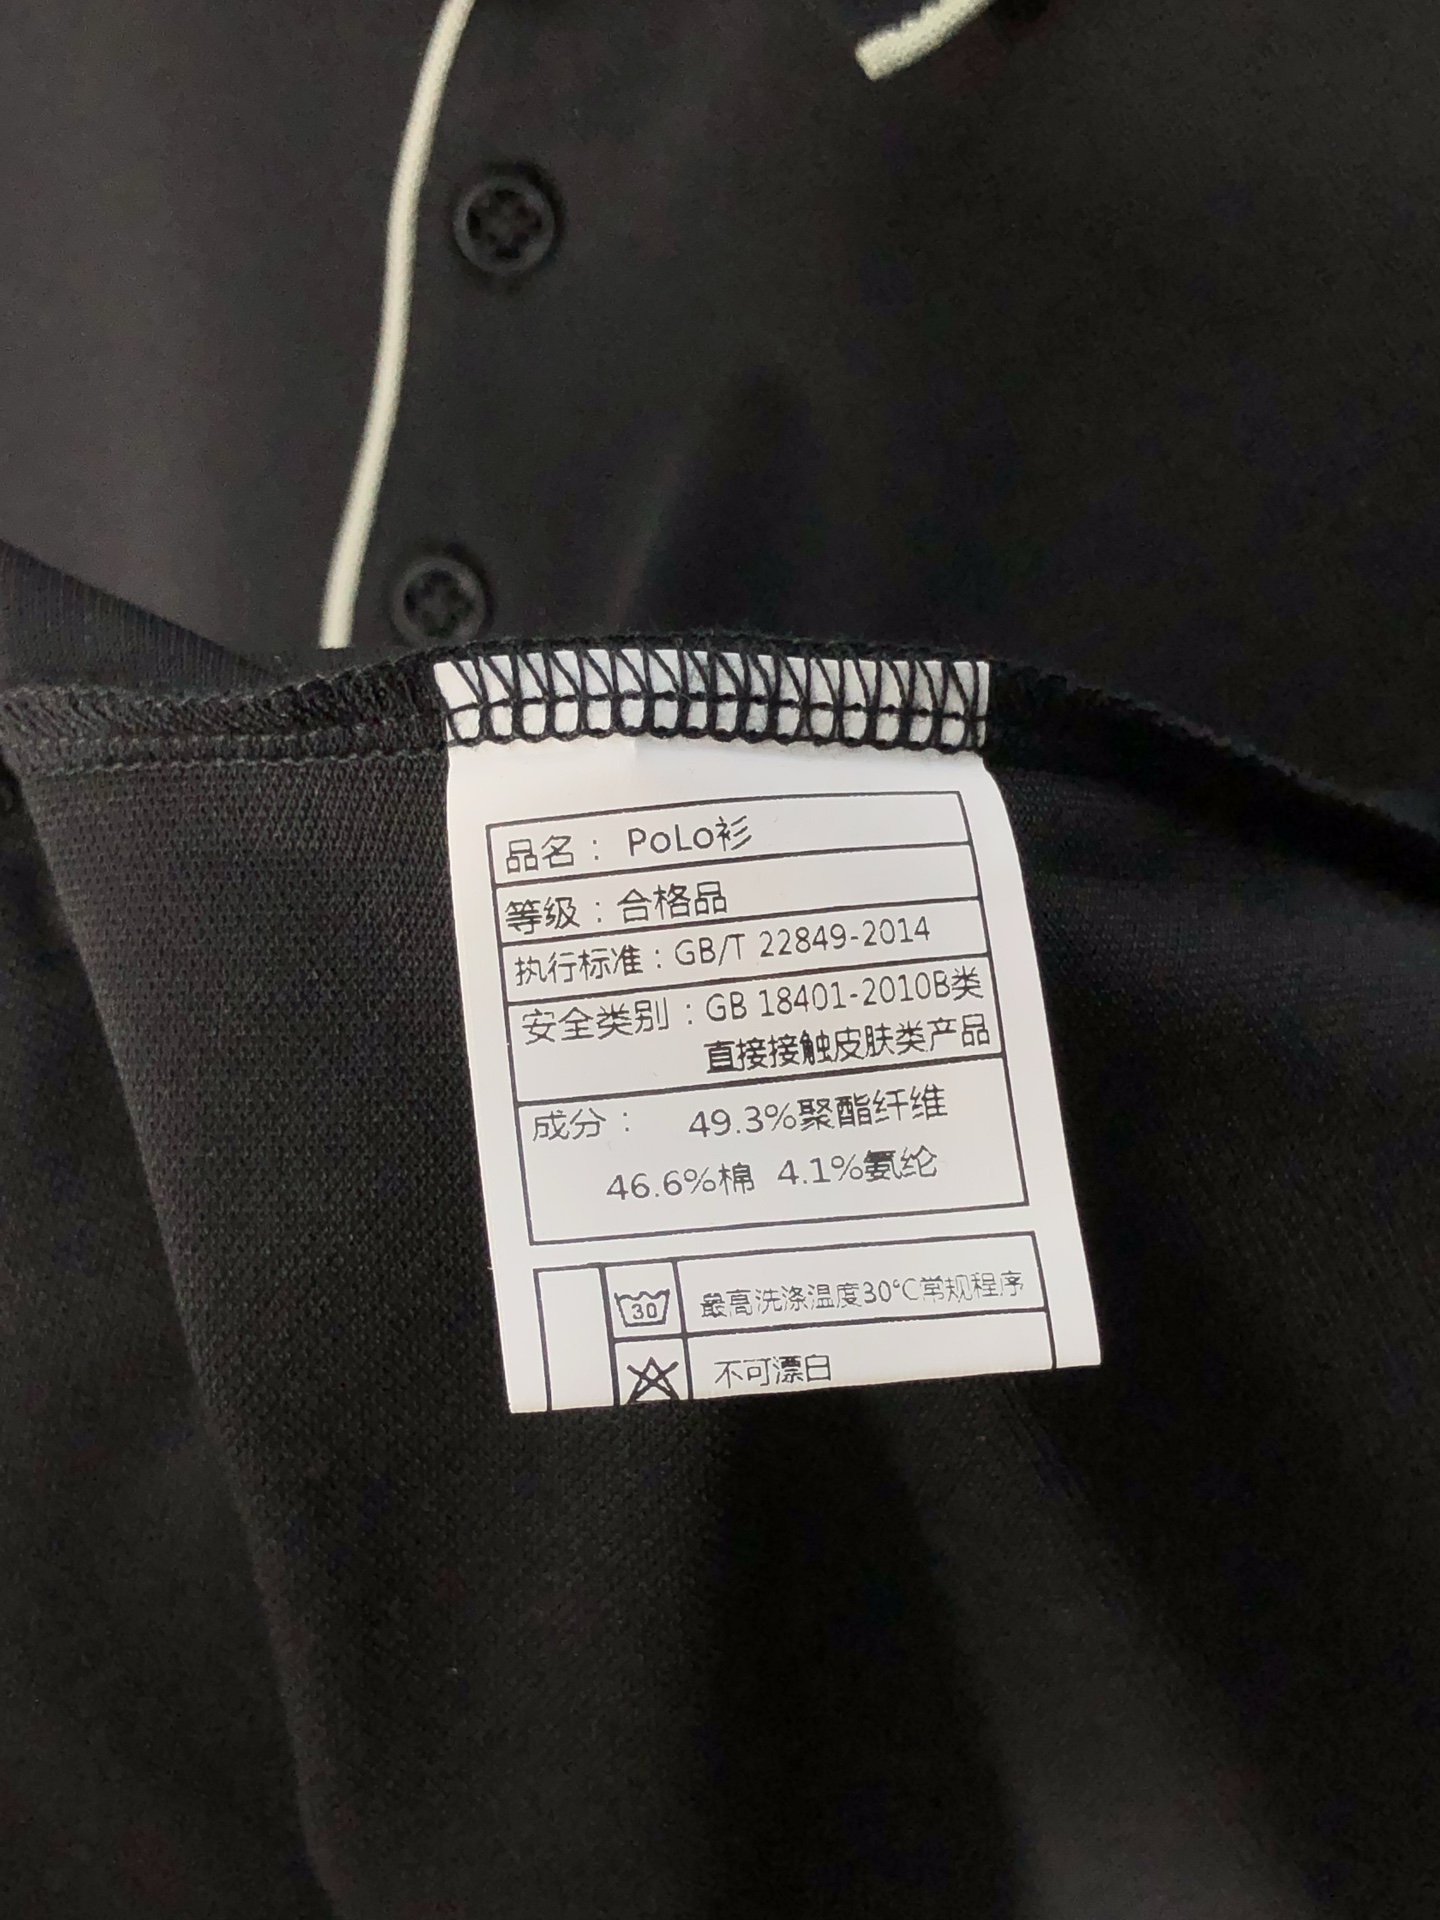 品名： PoLo衫
等级：合格品
执行标准：GB/T 22849-2014
安全类别：GB 18401-2010B类
直接接触皮肤类产品
成分： 49.3%聚酯纤维
46.6%棉 4.1%氨纶
30 最高洗涤温度30°C常规程序
不可漂白